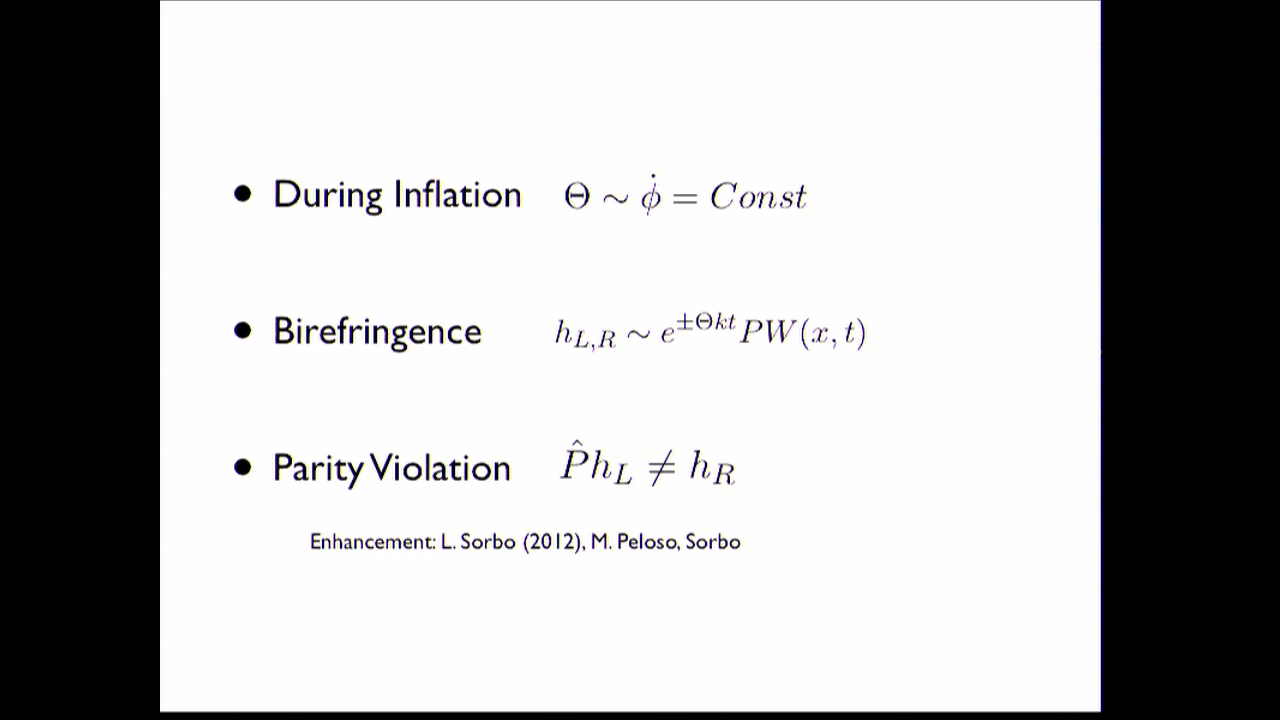 • During Inflation Θ ∼ φ̇ = Const
• Birefringence h_{L,R} ∼ e^{±Θkt} PW(x, t)
• Parity Violation P̂h_L ≠ h_R
Enhancement: L. Sorbo (2012), M. Peloso, Sorbo